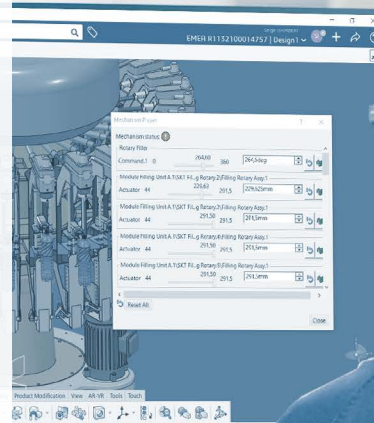 EMER R1132100014757 | Design1
Mechanism Player
Mechanism status
Rotary Filler
Command.1 0 264,60 360 264,6deg
Module Filling Unit A.1\SKT Fil...g Rotary.2\Filling Rotary Assy.1
Actuator 44 229,63 291,5 229,625mm
Module Filling Unit A.1\SKT Fil...g Rotary.3\Filling Rotary Assy.1
Actuator 44 291,50 291,5 291,5mm
Module Filling Unit A.1\SKT Fil...g Rotary.4\Filling Rotary Assy.1
Actuator 44 291,50 291,5 291,5mm
Module Filling Unit A.1\SKT Fil...g Rotary.5\Filling Rotary Assy.1
Actuator 44 291,50 291,5 291,5mm
Reset All
Close
Product Modification View AR-VR Tools Touch